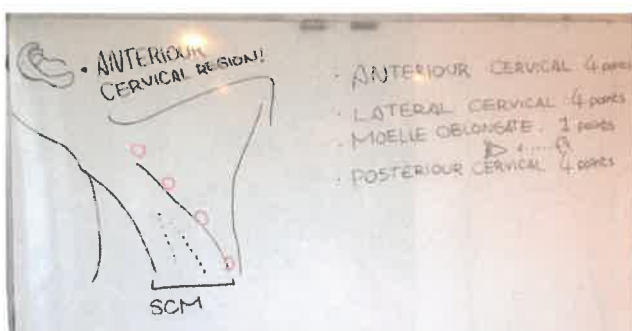 · ANTERIOUR
CERVICAL REGION!
SCM
· ANTERIOUR CERVICAL 4 points
· LATERAL CERVICAL 4 points
· MOELLE OBLONGATE. 1 points
· POSTERIOUR CERVICAL 4 points